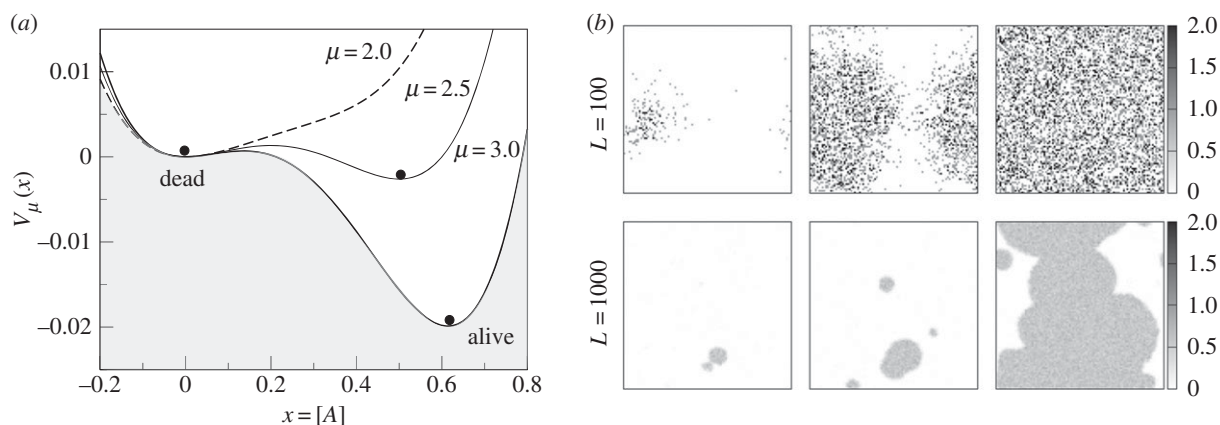 (a)
0.01
0
−0.01
−0.02
V_μ(x)
−0.2
0
0.2
0.4
0.6
0.8
x = [A]
μ = 2.0
μ = 2.5
μ = 3.0
dead
alive
(b)
L = 100
2.0
1.5
1.0
0.5
0
L = 1000
2.0
1.5
1.0
0.5
0